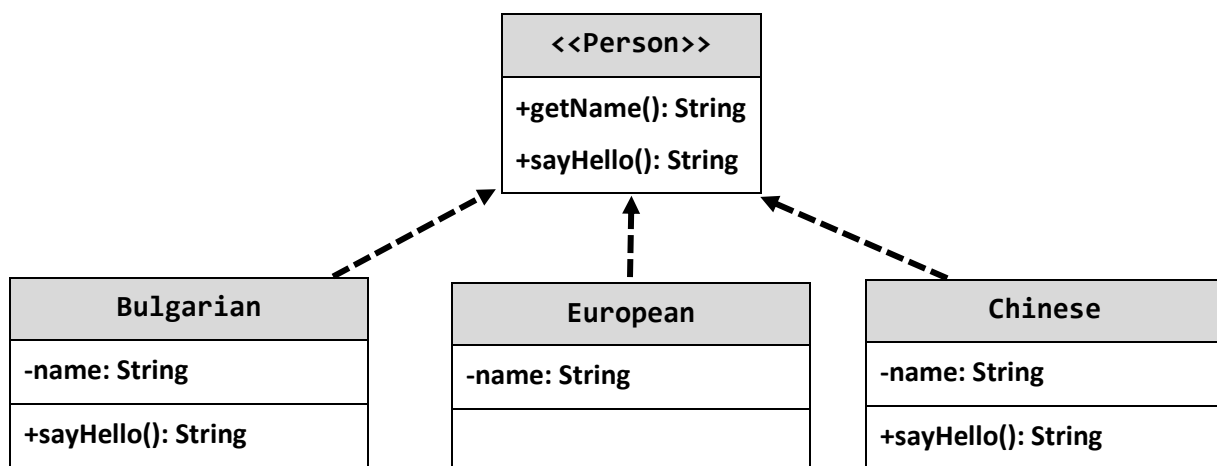 <<Person>>
+getName(): String
+sayHello(): String
Bulgarian
-name: String
+sayHello(): String
European
-name: String
Chinese
-name: String
+sayHello(): String